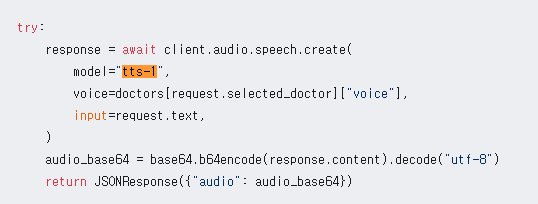 try:
    response = await client.audio.speech.create(
        model="tts-1",
        voice=doctors[request.selected_doctor]["voice"],
        input=request.text,
    )
    audio_base64 = base64.b64encode(response.content).decode("utf-8")
    return JSONResponse({"audio": audio_base64})